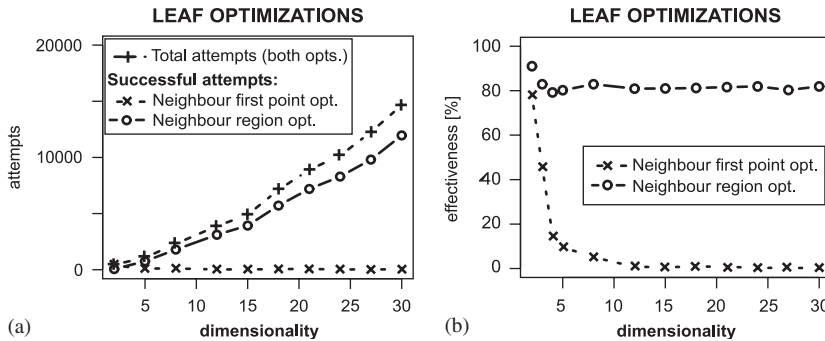 LEAF OPTIMIZATIONS
20000
10000
0
attempts
Total attempts (both opts.)
Successful attempts:
Neighbour first point opt.
Neighbour region opt.
5 10 15 20 25 30
dimensionality
(a)
LEAF OPTIMIZATIONS
100
80
60
40
20
0
effectiveness [%]
Neighbour first point opt.
Neighbour region opt.
5 10 15 20 25 30
dimensionality
(b)